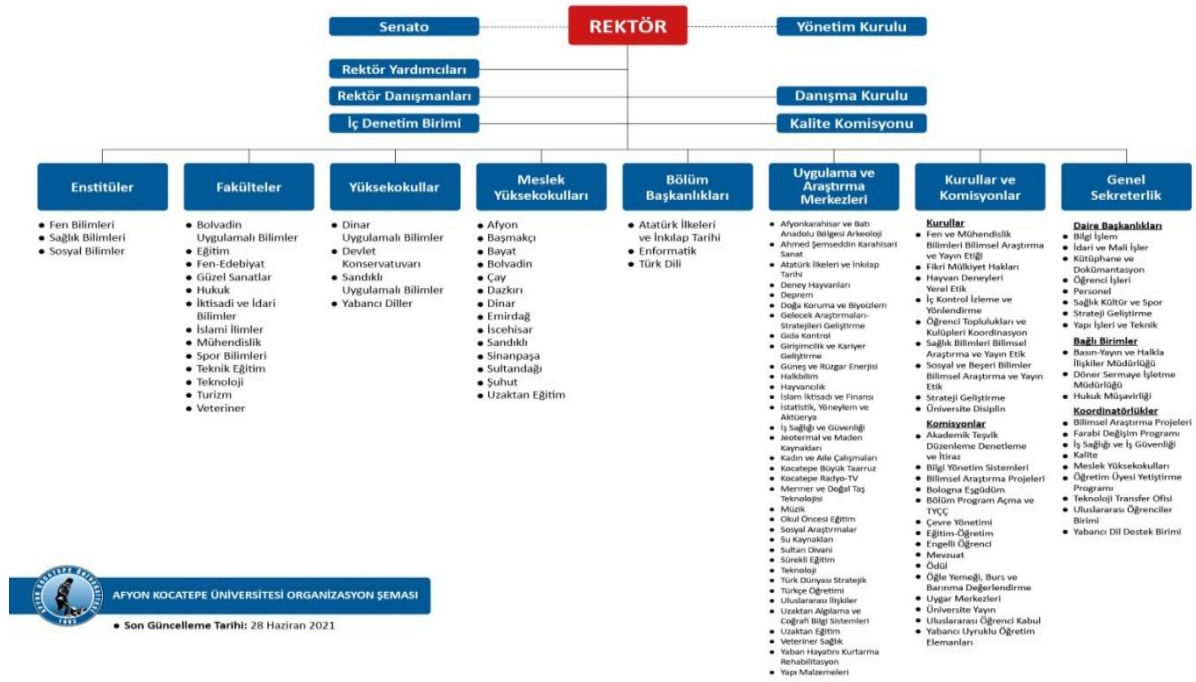 Senato
REKTÖR
Yönetim Kurulu
Rektör Yardımcıları
Rektör Danışmanları
Danışma Kurulu
İç Denetim Birimi
Kalite Komisyonu
Enstitüler
• Fen Bilimleri
• Sağlık Bilimleri
• Sosyal Bilimler
Fakülteler
• Bolvadin
Uygulamalı Bilimler
• Eğitim
• Fen-Edebiyat
• Güzel Sanatlar
• Hukuk
• İktisadi ve İdari
Bilimler
• İslami İlimler
• Mühendislik
• Spor Bilimleri
• Teknik Eğitim
• Teknoloji
• Turizm
• Veteriner
Yüksekokullar
• Dinar
Uygulamalı Bilimler
• Devlet
Konservatuvarı
• Sandıklı
Uygulamalı Bilimler
• Yabancı Diller
Meslek
Yüksekokulları
• Afyon
• Başmakçı
• Bayat
• Bolvadin
• Çay
• Dazkırı
• Dinar
• Emirdağ
• İscehisar
• Sandıklı
• Sinanpaşa
• Sultandağı
• Şuhut
• Uzaktan Eğitim
Bölüm
Başkanlıkları
• Atatürk İlkeleri
ve İnkılap Tarihi
• Enformatik
• Türk Dili
Uygulama ve
Araştırma
Merkezleri
• Afyonkarahisar ve Batı
Anadolu Bölgesi Arkeoloji
• Ahmed Şemseddin Karahisari
Sanat
• Atatürk İlkeleri ve İnkılap
Tarihi
• Deney Hayvanları
• Deprem
• Doğa Koruma ve Biyoizlem
• Gelecek Araştırmaları-
Stratejileri Geliştirme
• Gıda Kontrol
• Girişimcilik ve Kariyer
Geliştirme
• Güneş ve Rüzgar Enerjisi
• Halkbilim
• Hayvancılık
• İslam İktisadı ve Finansı
• İstatistik, Yöneylem ve
Aktüerya
• İş Sağlığı ve Güvenliği
• Jeotermal ve Maden
Kaynakları
• Kadın ve Aile Çalışmaları
• Kocatepe Büyük Taarruz
• Kocatepe Radyo-TV
• Mermer ve Doğal Taş
Teknolojisi
• Müzik
• Okul Öncesi Eğitim
• Sosyal Araştırmalar
• Su Kaynakları
• Sultan Divani
• Sürekli Eğitim
• Teknoloji
• Türk Dünyası Stratejik
• Türkçe Öğretimi
• Uluslararası İlişkiler
• Uzaktan Algılama ve
Coğrafi Bilgi Sistemleri
• Uzaktan Eğitim
• Veteriner Sağlık
• Yaban Hayatını Kurtarma
Rehabilitasyon
• Yapı Malzemeleri
Kurullar ve
Komisyonlar
Kurullar
• Fen ve Mühendislik
Bilimleri Bilimsel Araştırma
ve Yayın Etiği
• Fikri Mülkiyet Hakları
• Hayvan Deneyleri
Yerel Etik
• İç Kontrol İzleme ve
Yönlendirme
• Öğrenci Toplulukları ve
Kulüpleri Koordinasyon
• Sağlık Bilimleri Bilimsel
Araştırma ve Yayın Etik
• Sosyal ve Beşeri Bilimler
Bilimsel Araştırma ve Yayın
Etik
• Strateji Geliştirme
• Üniversite Disiplin
Komisyonlar
• Akademik Teşvik
Düzenleme Denetleme
ve İtiraz
• Bilgi Yönetim Sistemleri
• Bilimsel Araştırma Projeleri
• Bologna Eşgüdüm
• Bölüm Program Açma ve
TYÇÇ
• Çevre Yönetimi
• Eğitim-Öğretim
• Engelli Öğrenci
• Mevzuat
• Ödül
• Öğle Yemeği, Burs ve
Barınma Değerlendirme
• Uygar Merkezleri
• Üniversite Yayın
• Uluslararası Öğrenci Kabul
• Yabancı Uyruklu Öğretim
Elemanları
Genel
Sekreterlik
Daire Başkanlıkları
• Bilgi İşlem
• İdari ve Mali İşler
• Kütüphane ve
Dokümantasyon
• Öğrenci İşleri
• Personel
• Sağlık Kültür ve Spor
• Strateji Geliştirme
• Yapı İşleri ve Teknik
Bağlı Birimler
• Basın-Yayın ve Halkla
İlişkiler Müdürlüğü
• Döner Sermaye İşletme
Müdürlüğü
• Hukuk Müşavirliği
Koordinatörlükler
• Bilimsel Araştırma Projeleri
• Farabi Değişim Programı
• İş Sağlığı ve İş Güvenliği
• Kalite
• Meslek Yüksekokulları
• Öğretim Üyesi Yetiştirme
Programı
• Teknoloji Transfer Ofisi
• Uluslararası Öğrenciler
Birimi
• Yabancı Dil Destek Birimi
AFYON KOCATEPE ÜNİVERSİTESİ
1992
AFYON KOCATEPE ÜNİVERSİTESİ ORGANİZASYON ŞEMASI
• Son Güncelleme Tarihi: 28 Haziran 2021